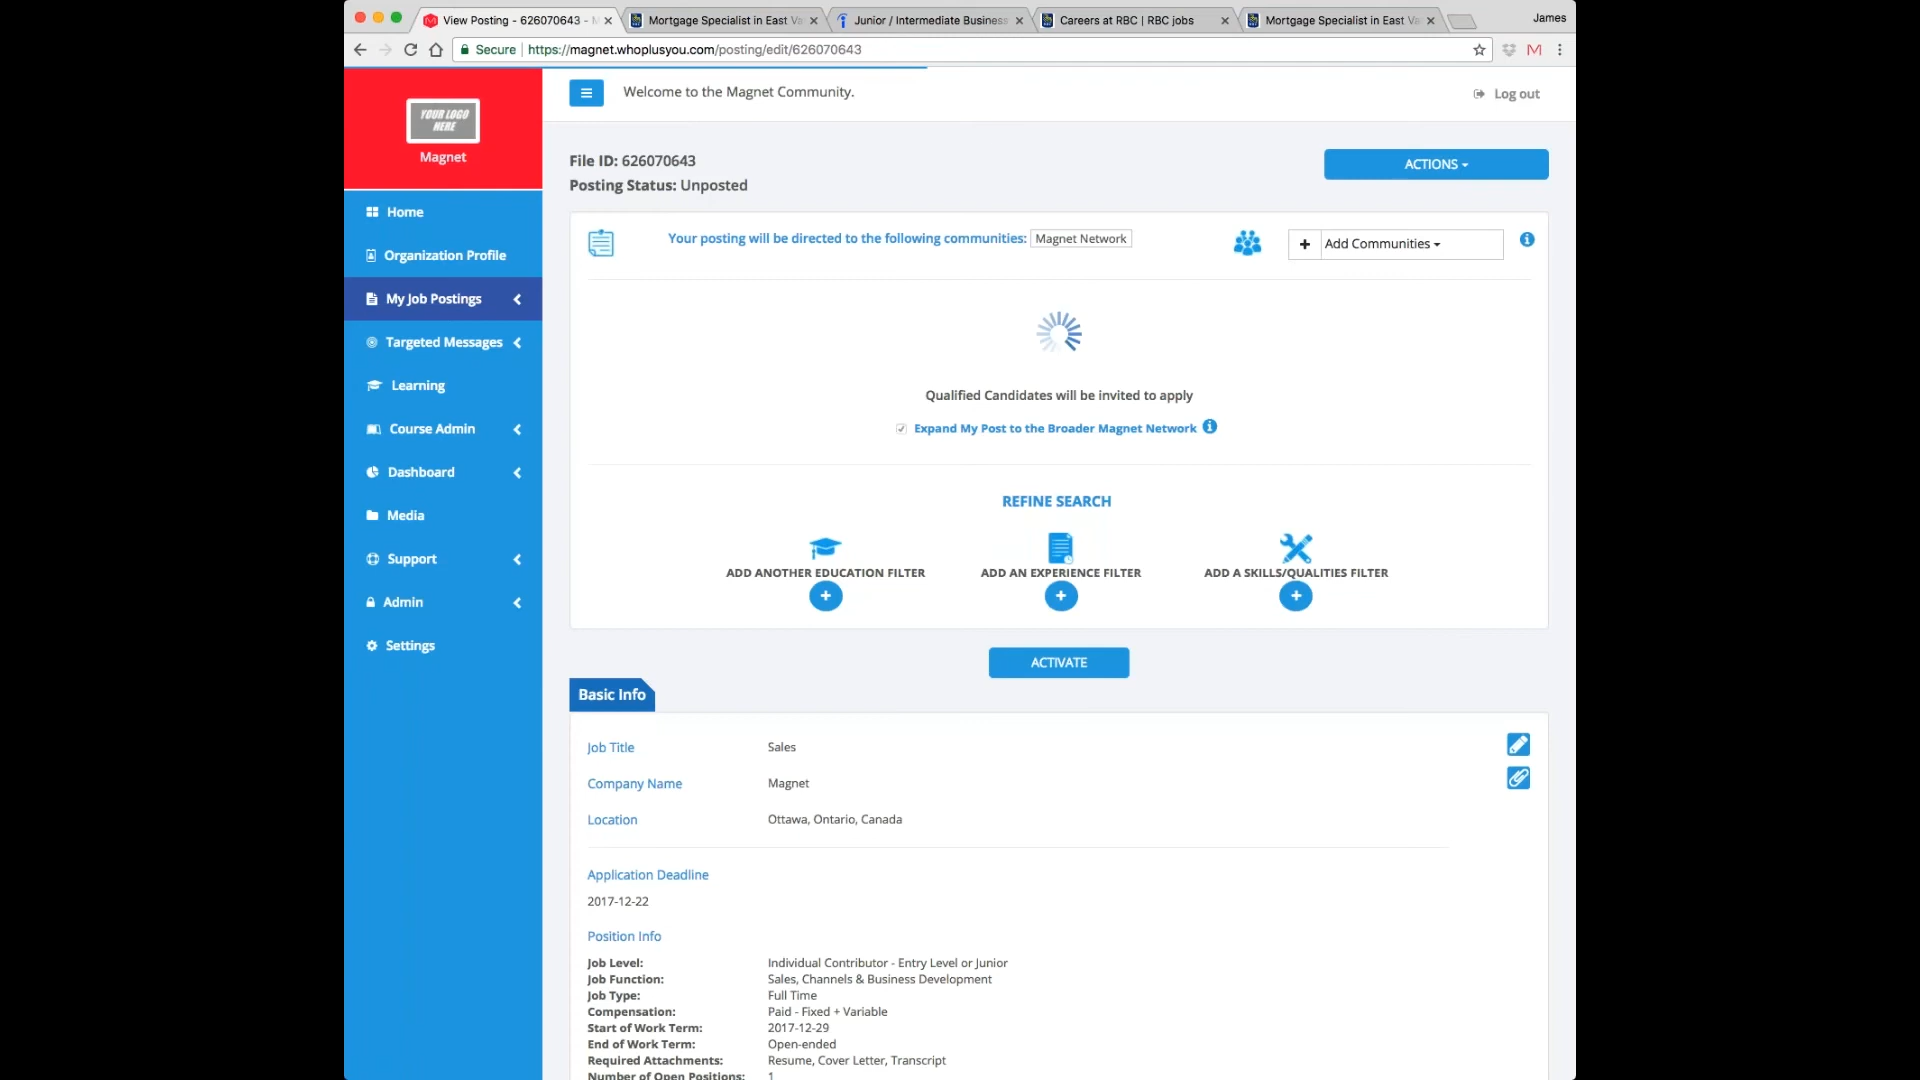 View Posting - 626070643 - M
Mortgage Specialist in East Va
Junior / Intermediate Business
Careers at RBC | RBC jobs
Mortgage Specialist in East Va
James
Secure
https://magnet.whoplusyou.com/posting/edit/626070643
YOUR LOGO
HERE
Magnet
Welcome to the Magnet Community.
Log out
Home
Organization Profile
My Job Postings
Targeted Messages
Learning
Course Admin
Dashboard
Media
Support
Admin
Settings
File ID: 626070643
Posting Status: Unposted
ACTIONS
Your posting will be directed to the following communities: Magnet Network
Add Communities
Qualified Candidates will be invited to apply
Expand My Post to the Broader Magnet Network
REFINE SEARCH
ADD ANOTHER EDUCATION FILTER
ADD AN EXPERIENCE FILTER
ADD A SKILLS/QUALITIES FILTER
ACTIVATE
Basic Info
Job Title Sales
Company Name Magnet
Location Ottawa, Ontario, Canada
Application Deadline
2017-12-22
Position Info
Job Level: Individual Contributor - Entry Level or Junior
Job Function: Sales, Channels & Business Development
Job Type: Full Time
Compensation: Paid - Fixed + Variable
Start of Work Term: 2017-12-29
End of Work Term: Open-ended
Required Attachments: Resume, Cover Letter, Transcript
Number of Open Positions: 1